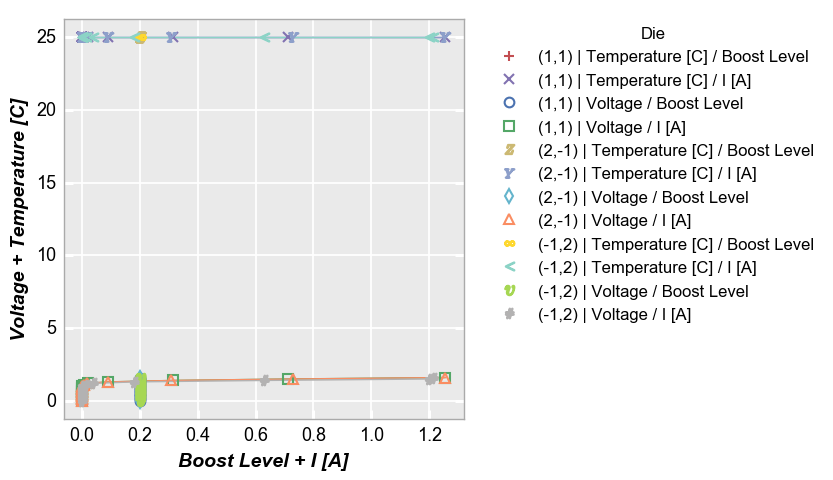 Die
(1,1) | Temperature [C] / Boost Level
(1,1) | Temperature [C] / I [A]
(1,1) | Voltage / Boost Level
(1,1) | Voltage / I [A]
(2,-1) | Temperature [C] / Boost Level
(2,-1) | Temperature [C] / I [A]
(2,-1) | Voltage / Boost Level
(2,-1) | Voltage / I [A]
(-1,2) | Temperature [C] / Boost Level
(-1,2) | Temperature [C] / I [A]
(-1,2) | Voltage / Boost Level
(-1,2) | Voltage / I [A]
Voltage + Temperature [C]
25
20
15
10
5
0
0.0 0.2 0.4 0.6 0.8 1.0 1.2
Boost Level + I [A]